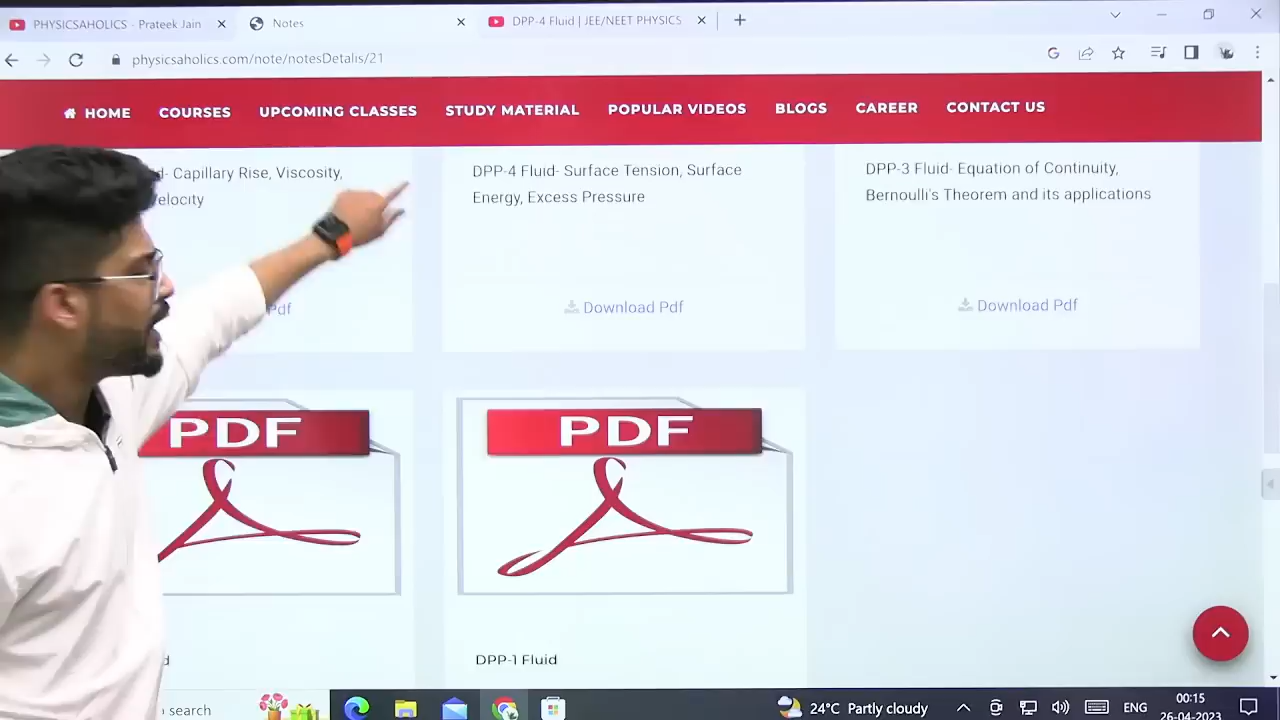 PHYSICSAHOLICS - Prateek Jain
Notes
DPP-4 Fluid | JEE/NEET PHYSICS
physicsaholics.com/note/notesDetalis/21
HOME COURSES UPCOMING CLASSES STUDY MATERIAL POPULAR VIDEOS BLOGS CAREER CONTACT US
d- Capillary Rise, Viscosity,
elocity
Pdf
DPP-4 Fluid- Surface Tension, Surface
Energy, Excess Pressure
Download Pdf
DPP-3 Fluid- Equation of Continuity,
Bernoulli's Theorem and its applications
Download Pdf
PDF
d
PDF
DPP-1 Fluid
search
24°C Partly cloudy
ENG
00:15
26-04-2023